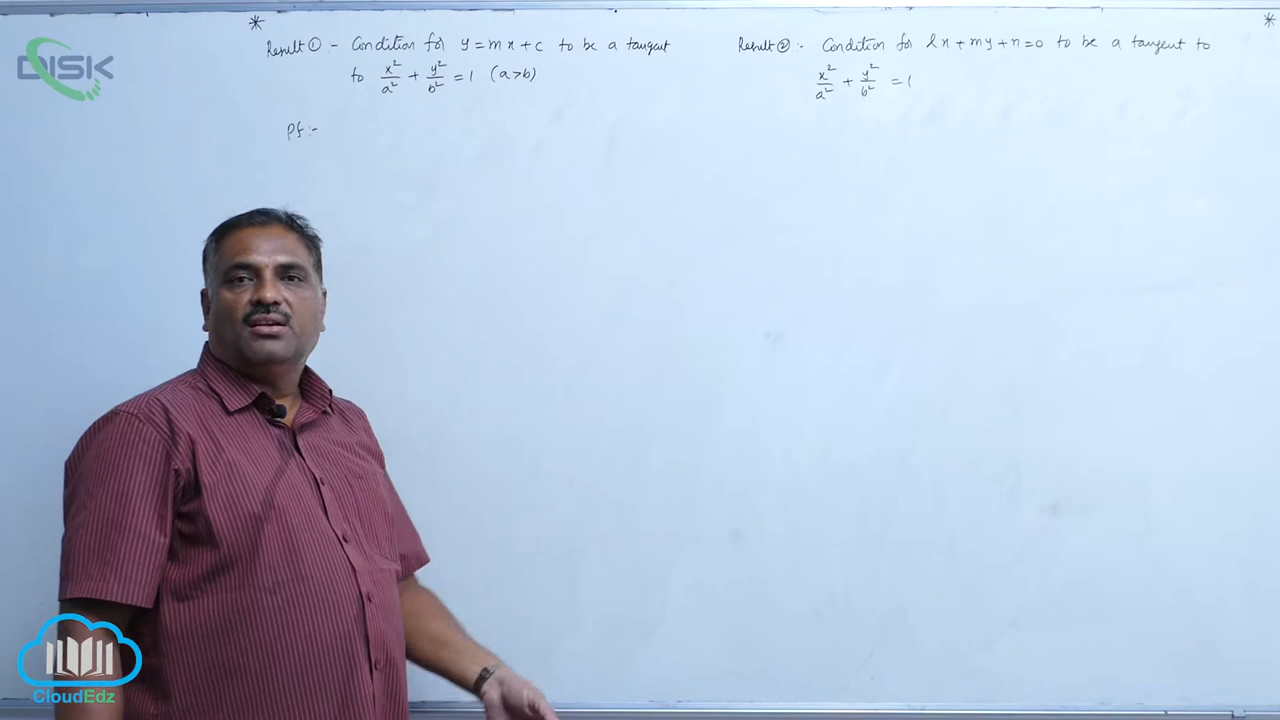 DISK
*
Result ① - Condition for y = mx + c to be a tangent
to x²/a² + y²/b² = 1 (a>b)
Pf :-
*
Result ② :- Condition for lx + my + n = 0 to be a tangent to
x²/a² + y²/b² = 1
CloudEdz